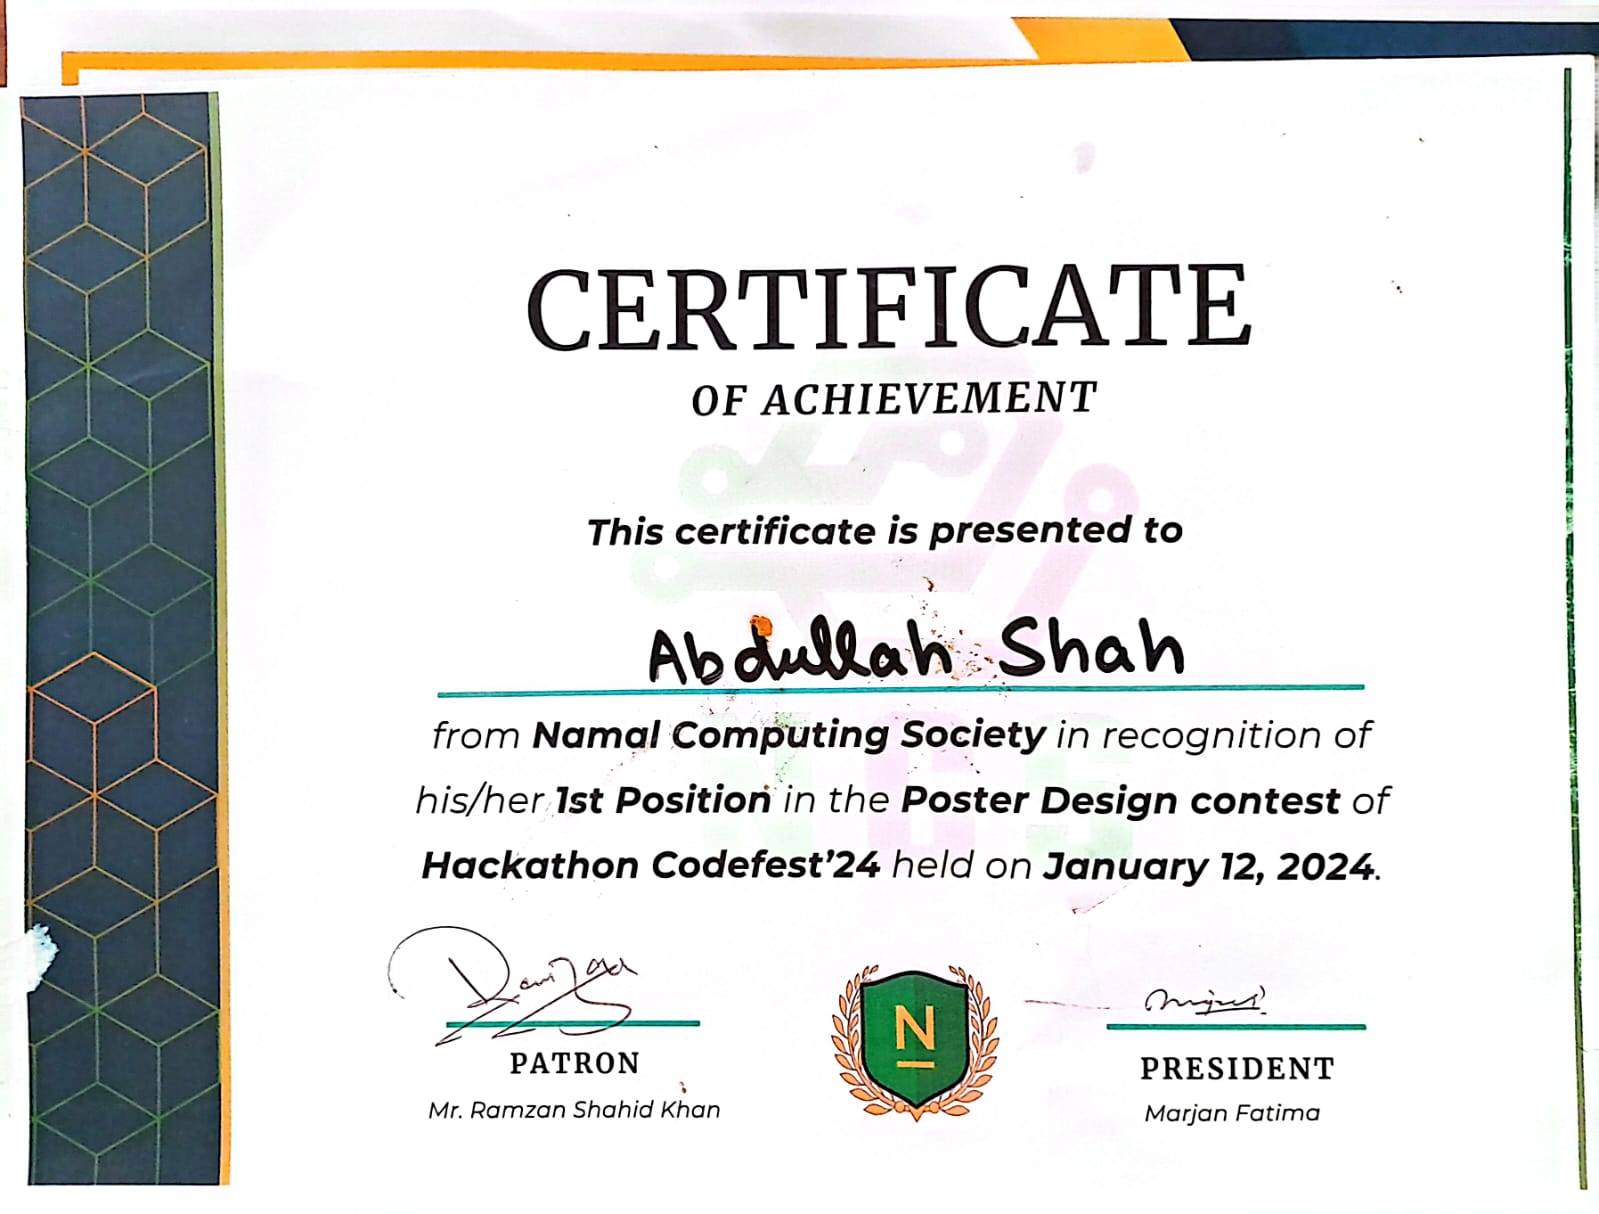 CERTIFICATE
OF ACHIEVEMENT
This certificate is presented to
Abdullah Shah
from Namal Computing Society in recognition of
his/her 1st Position in the Poster Design contest of
Hackathon Codefest’24 held on January 12, 2024.
N
PATRON
PRESIDENT
Mr. Ramzan Shahid Khan
Marjan Fatima
NCS